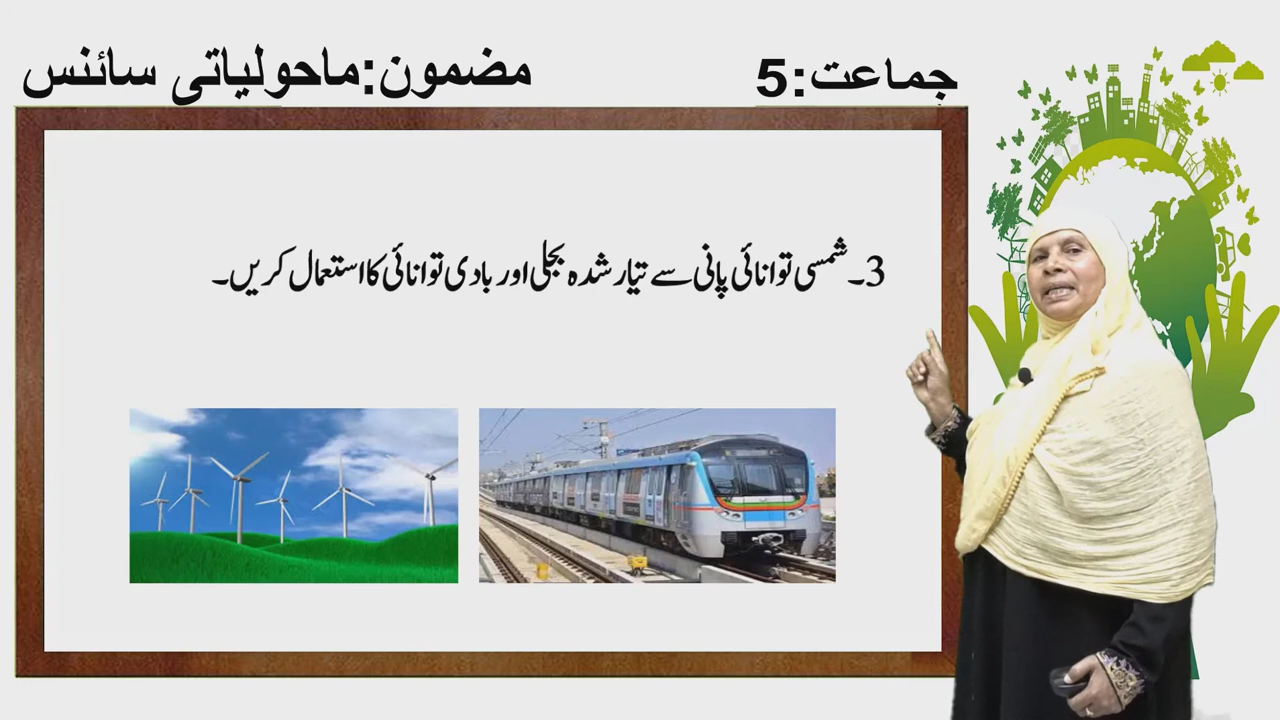 جماعت:5
مضمون:ماحولیاتی سائنس
3۔شمسی توانائی پانی سے تیار شدہ بجلی اور بادی توانائی کا استعمال کریں۔